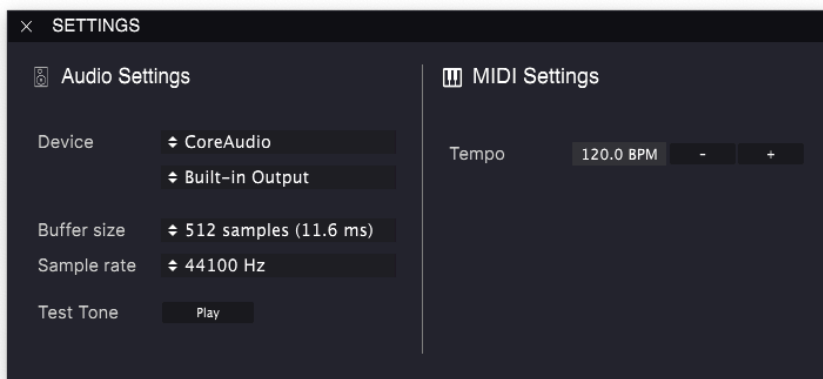 × SETTINGS
Audio Settings
Device
CoreAudio
Built-in Output
Buffer size
512 samples (11.6 ms)
Sample rate
44100 Hz
Test Tone
Play
MIDI Settings
Tempo
120.0 BPM
-
+